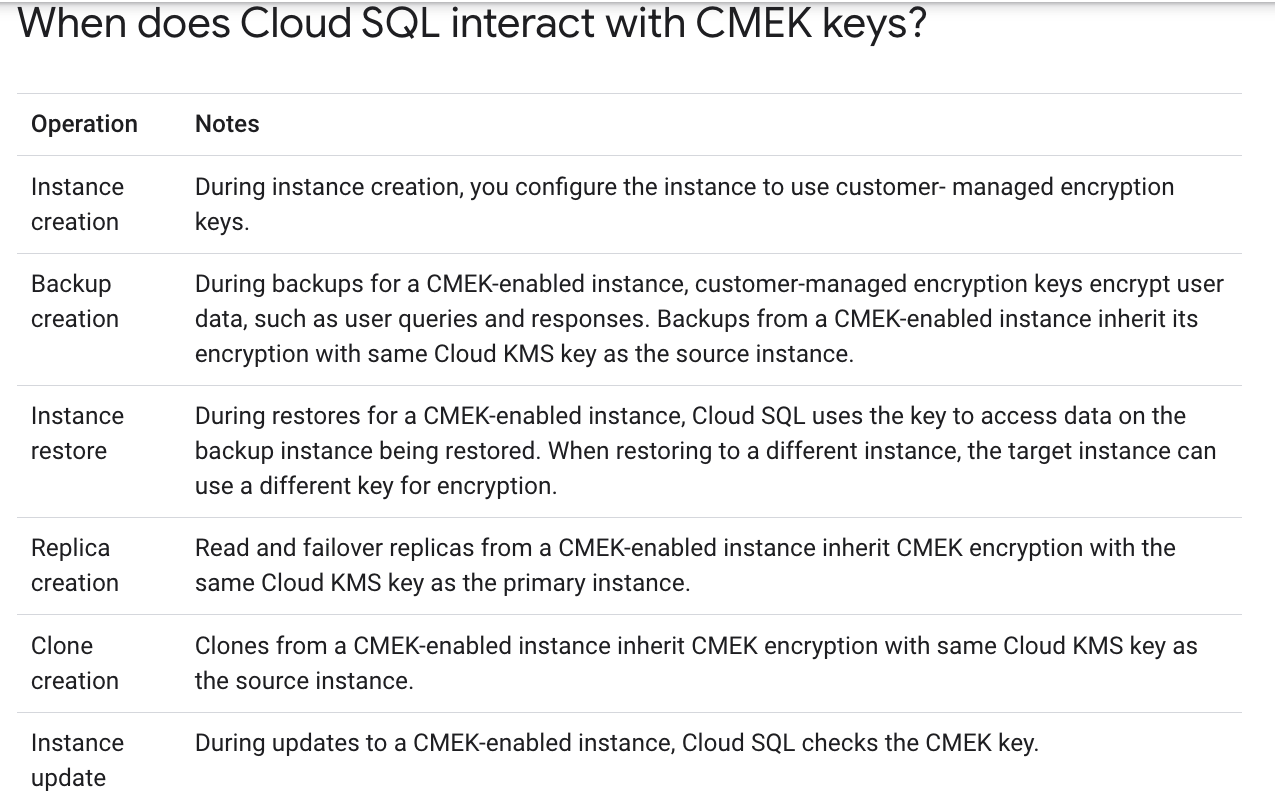 When does Cloud SQL interact with CMEK keys?
Operation Notes
Instance creation
During instance creation, you configure the instance to use customer- managed encryption
keys.
Backup creation
During backups for a CMEK-enabled instance, customer-managed encryption keys encrypt user
data, such as user queries and responses. Backups from a CMEK-enabled instance inherit its
encryption with same Cloud KMS key as the source instance.
Instance restore
During restores for a CMEK-enabled instance, Cloud SQL uses the key to access data on the
backup instance being restored. When restoring to a different instance, the target instance can
use a different key for encryption.
Replica creation
Read and failover replicas from a CMEK-enabled instance inherit CMEK encryption with the
same Cloud KMS key as the primary instance.
Clone creation
Clones from a CMEK-enabled instance inherit CMEK encryption with same Cloud KMS key as
the source instance.
Instance update
During updates to a CMEK-enabled instance, Cloud SQL checks the CMEK key.